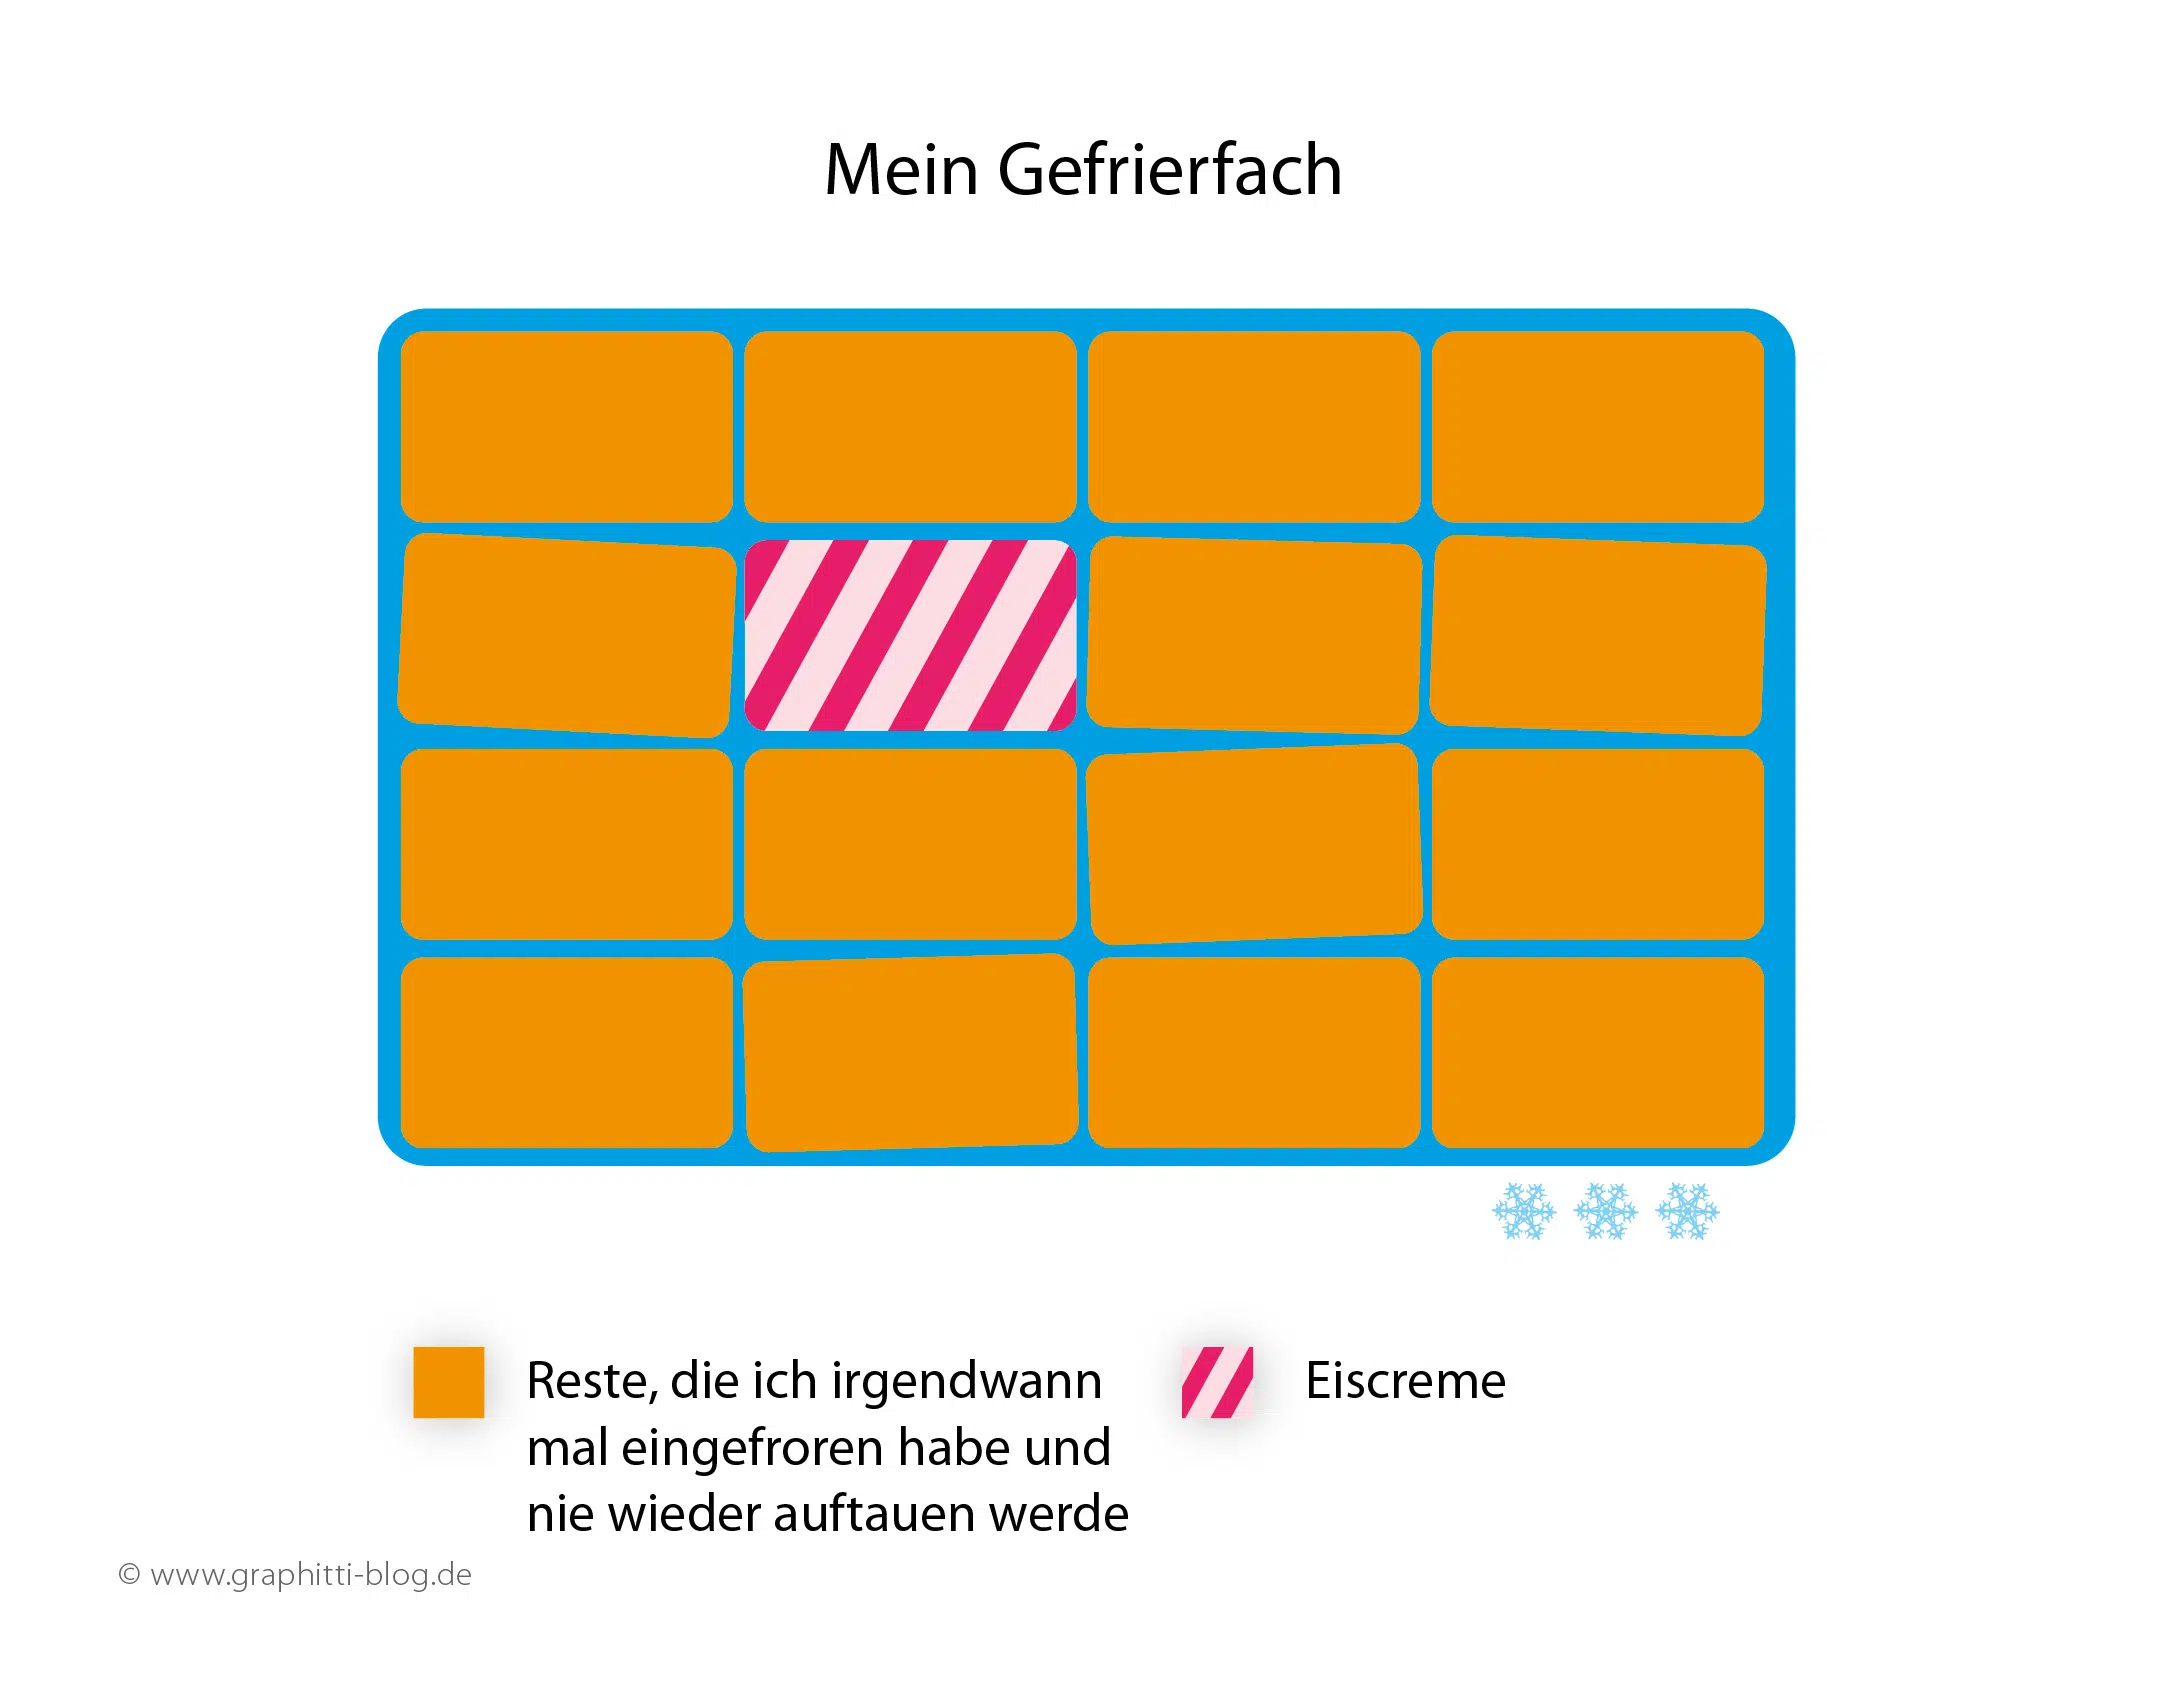 Mein Gefrierfach
Reste, die ich irgendwann
mal eingefroren habe und
nie wieder auftauen werde
Eiscreme
© www.graphitti-blog.de